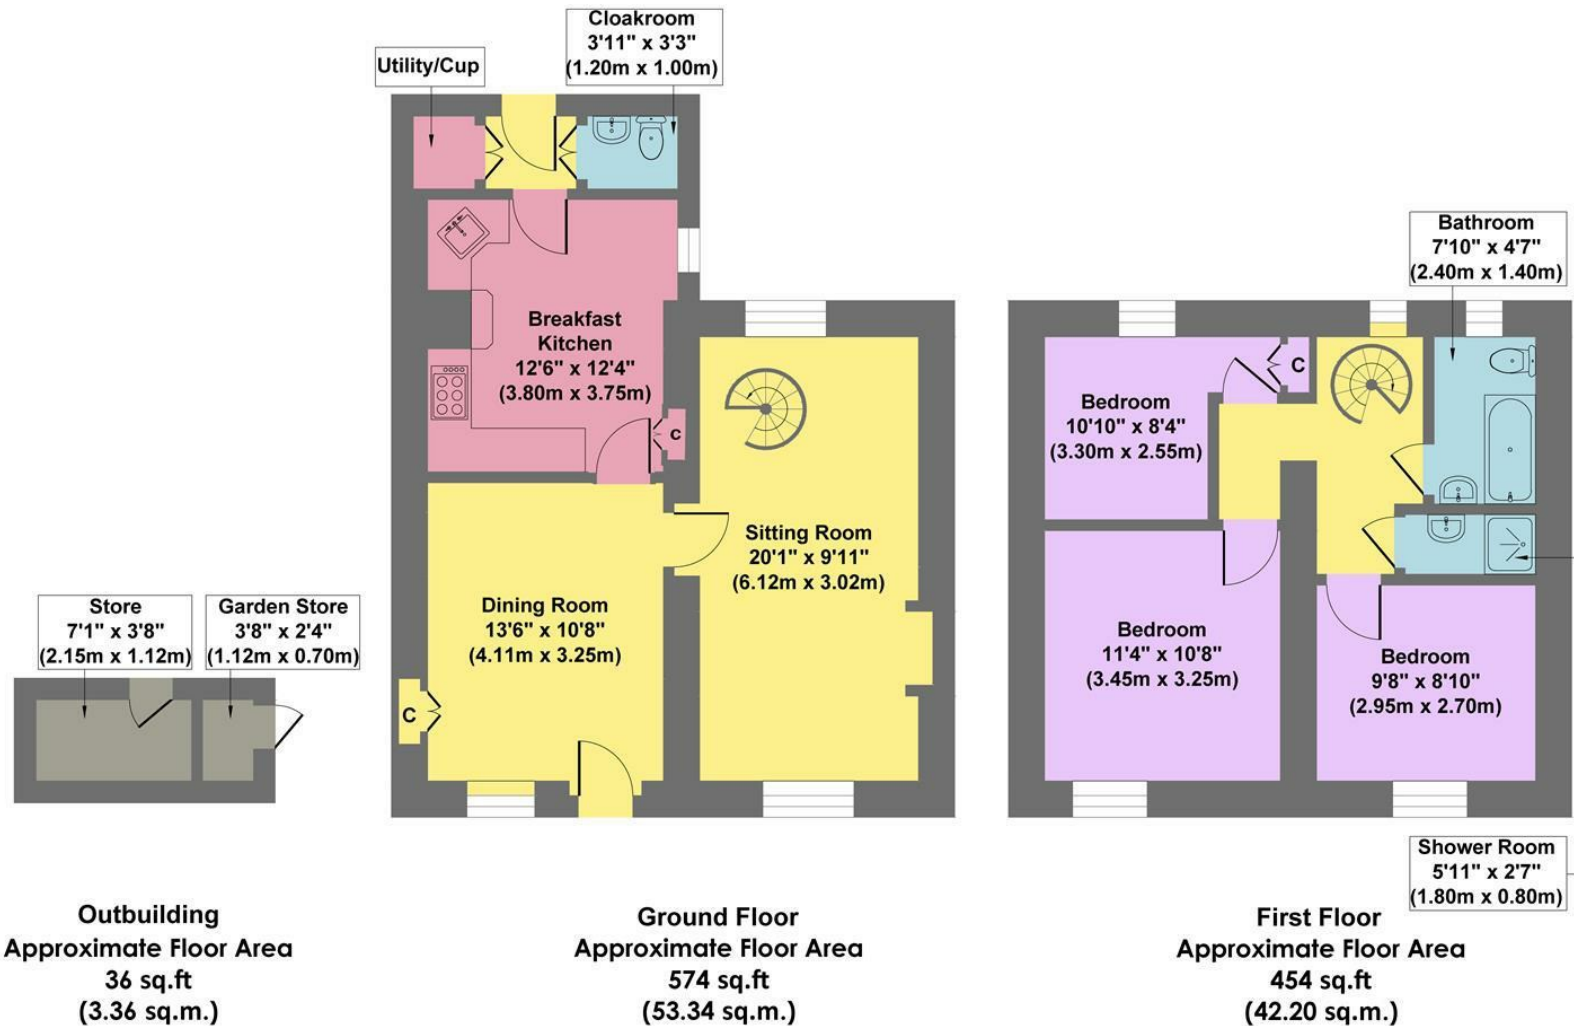 Cloakroom
3'11" x 3'3"
(1.20m x 1.00m)
Utility/Cup
Breakfast
Kitchen
12'6" x 12'4"
(3.80m x 3.75m)
c
Sitting Room
20'1" x 9'11"
(6.12m x 3.02m)
Dining Room
13'6" x 10'8"
(4.11m x 3.25m)
C
Store
7'1" x 3'8"
(2.15m x 1.12m)
Garden Store
3'8" x 2'4"
(1.12m x 0.70m)
Bathroom
7'10" x 4'7"
(2.40m x 1.40m)
C
Bedroom
10'10" x 8'4"
(3.30m x 2.55m)
Bedroom
11'4" x 10'8"
(3.45m x 3.25m)
Bedroom
9'8" x 8'10"
(2.95m x 2.70m)
Shower Room
5'11" x 2'7"
(1.80m x 0.80m)
Outbuilding
Approximate Floor Area
36 sq.ft
(3.36 sq.m.)
Ground Floor
Approximate Floor Area
574 sq.ft
(53.34 sq.m.)
First Floor
Approximate Floor Area
454 sq.ft
(42.20 sq.m.)